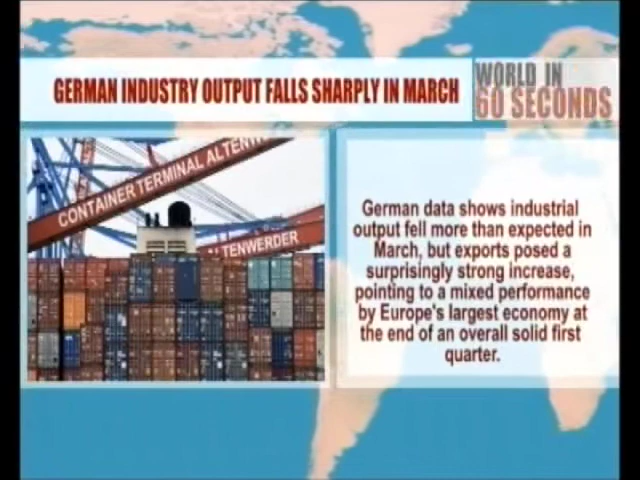 GERMAN INDUSTRY OUTPUT FALLS SHARPLY IN MARCH
WORLD IN
60 SECONDS
CONTAINER TERMINAL ALTEN
ALTENWERDER
German data shows industrial
output fell more than expected in
March, but exports posed a
surprisingly strong increase,
pointing to a mixed performance
by Europe's largest economy at
the end of an overall solid first
quarter.